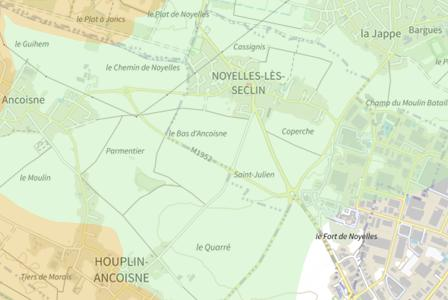 le Plat à Joncs
le Plat de Noyelles
la Jappe
Bargues
le Guihem
Cassignis
le Chemin de Noyelles
NOYELLES-LÈS-
SECLIN
Ancoisne
Champ du Moulin Batail
le Bas d'Ancoisne
Coperche
Parmentier
M1952
le Moulin
Saint-Julien
le Fort de Noyelles
le Quarré
HOUPLIN-
ANCOISNE
Tiers de Marais